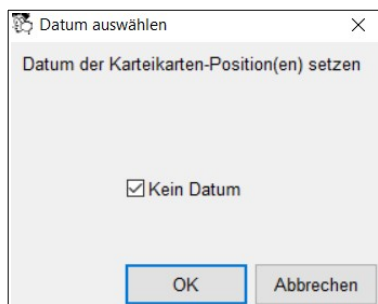 Datum auswählen
Datum der Karteikarten-Position(en) setzen
Kein Datum
OK
Abbrechen